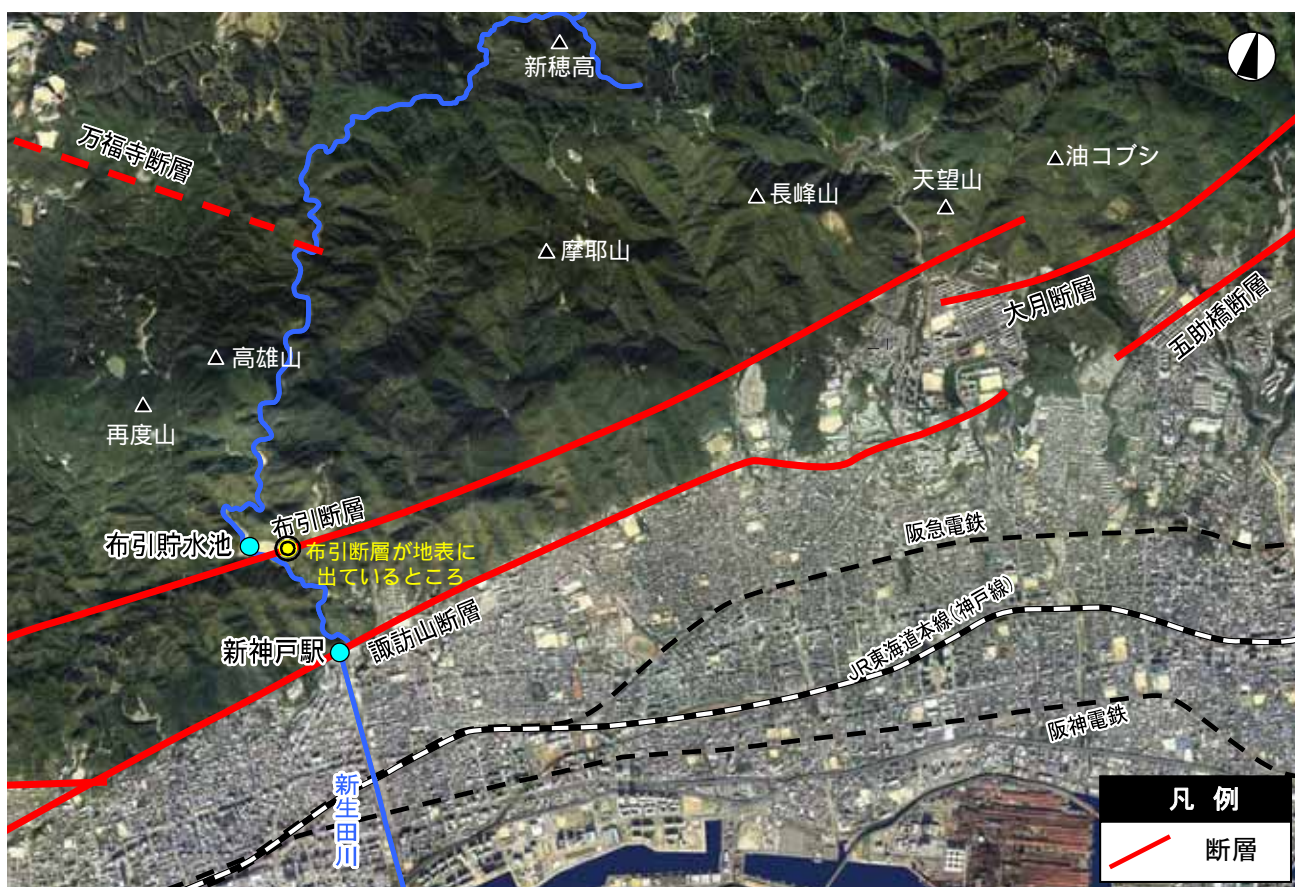 新穂高
万福寺断層
油コブシ
天望山
長峰山
摩耶山
大月断層
五助橋断層
高雄山
再度山
布引断層
布引貯水池
布引断層が地表に
出ているところ
阪急電鉄
諏訪山断層
新神戸駅
JR東海道本線(神戸線)
阪神電鉄
新生田川
凡例
断層